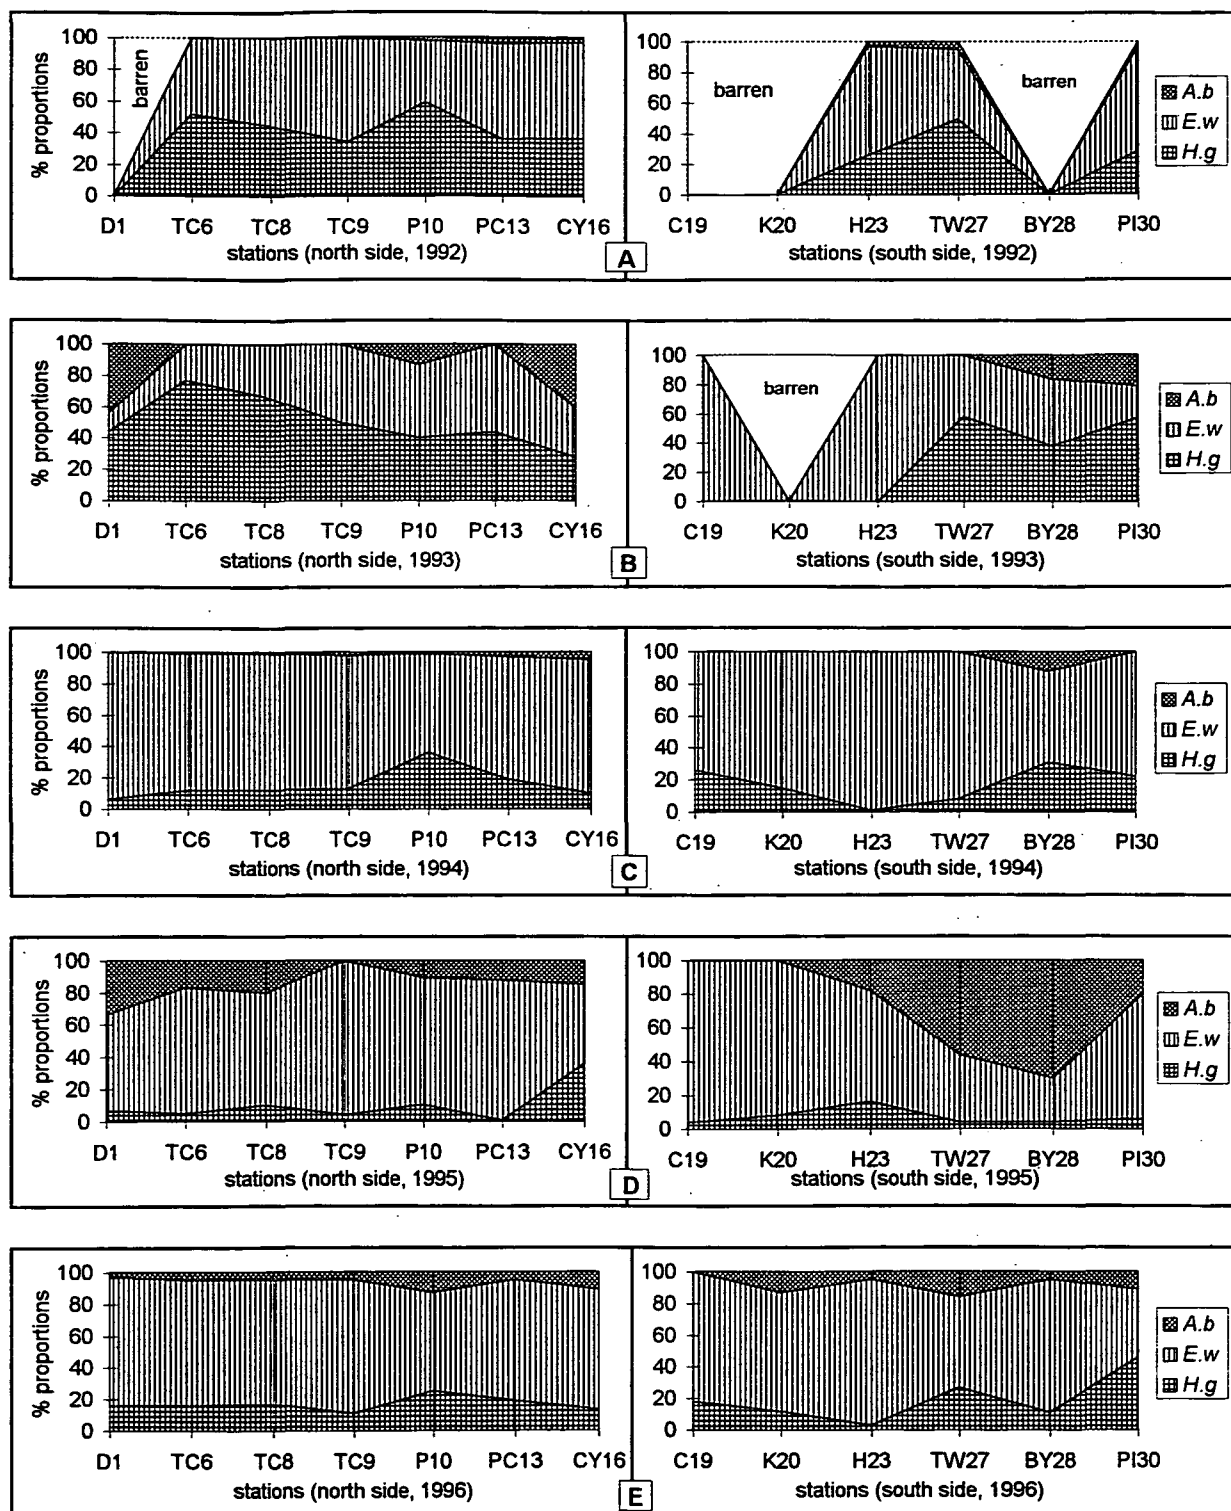 % proportions
100
80
60
40
20
0
barren
D1 TC6 TC8 TC9 P10 PC13 CY16
stations (north side, 1992)
100
80
60
40
20
0
barren
barren
C19 K20 H23 TW27 BY28 PI30
stations (south side, 1992)
A.b
E.w
H.g
A
% proportions
100
80
60
40
20
0
D1 TC6 TC8 TC9 P10 PC13 CY16
stations (north side, 1993)
100
80
60
40
20
0
barren
C19 K20 H23 TW27 BY28 PI30
stations (south side, 1993)
A.b
E.w
H.g
B
% proportions
100
80
60
40
20
0
D1 TC6 TC8 TC9 P10 PC13 CY16
stations (north side, 1994)
100
80
60
40
20
0
C19 K20 H23 TW27 BY28 PI30
stations (south side, 1994)
A.b
E.w
H.g
C
% proportions
100
80
60
40
20
0
D1 TC6 TC8 TC9 P10 PC13 CY16
stations (north side, 1995)
100
80
60
40
20
0
C19 K20 H23 TW27 BY28 PI30
stations (south side, 1995)
A.b
E.w
H.g
D
% proportions
100
80
60
40
20
0
D1 TC6 TC8 TC9 P10 PC13 CY16
stations (north side, 1996)
100
80
60
40
20
0
C19 K20 H23 TW27 BY28 PI30
stations (south side, 1996)
A.b
E.w
H.g
E